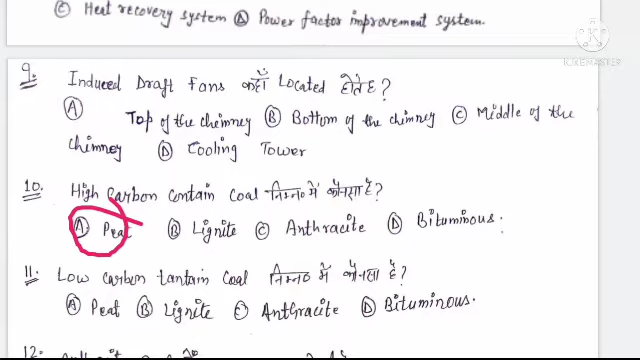 Ⓒ Heat recovery system Ⓓ Power factor improvement system.
KINEMASTER
9. Induced Draft Fans कहाँ Located होते है?
Ⓐ Top of the chimney Ⓑ Bottom of the chimney Ⓒ Middle of the
chimney Ⓓ Cooling Tower
10. High Carbon Contain Coal निम्न में कौनसा है?
Ⓐ Peat Ⓑ Lignite Ⓒ Anthracite Ⓓ Bituminous.
11. Low carbon Contain Coal निम्न में कौनसा है?
Ⓐ Peat Ⓑ Lignite Ⓒ Anthracite Ⓓ Bituminous.
12.